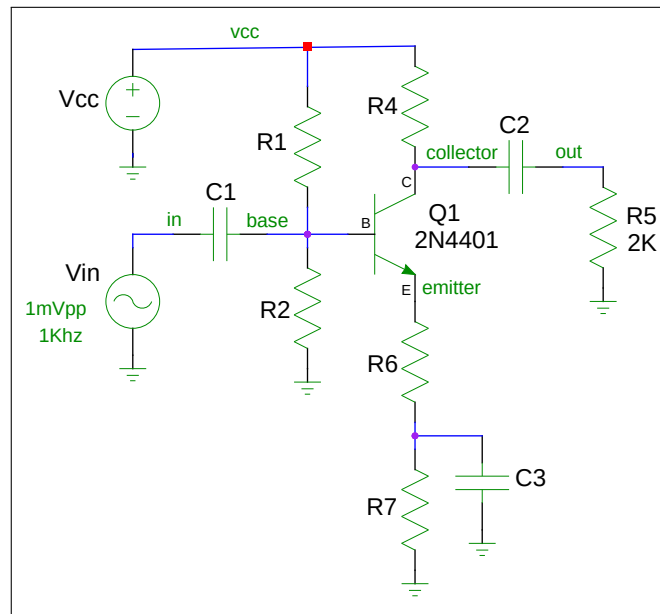 vcc
Vcc
+
−
R1
R4
C2
collector
out
C
C1
in
base
B
Q1
2N4401
R5
2K
Vin
1mVpp
1Khz
R2
E
emitter
R6
R7
C3